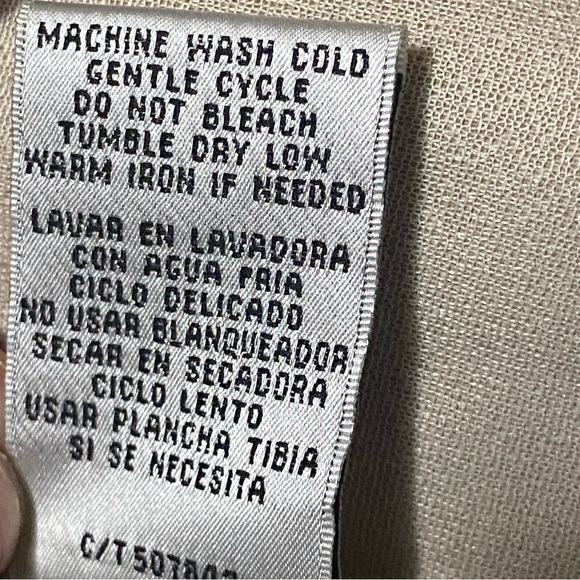 MACHINE WASH COLD
GENTLE CYCLE
DO NOT BLEACH
TUMBLE DRY LOW
WARM IRON IF NEEDED
LAVAR EN LAVADORA
CON AGUA FRIA
CICLO DELICADO
NO USAR BLANQUEADOR
SECAR EN SECADORA
CICLO LENTO
USAR PLANCHA TIBIA
SI SE NECESITA